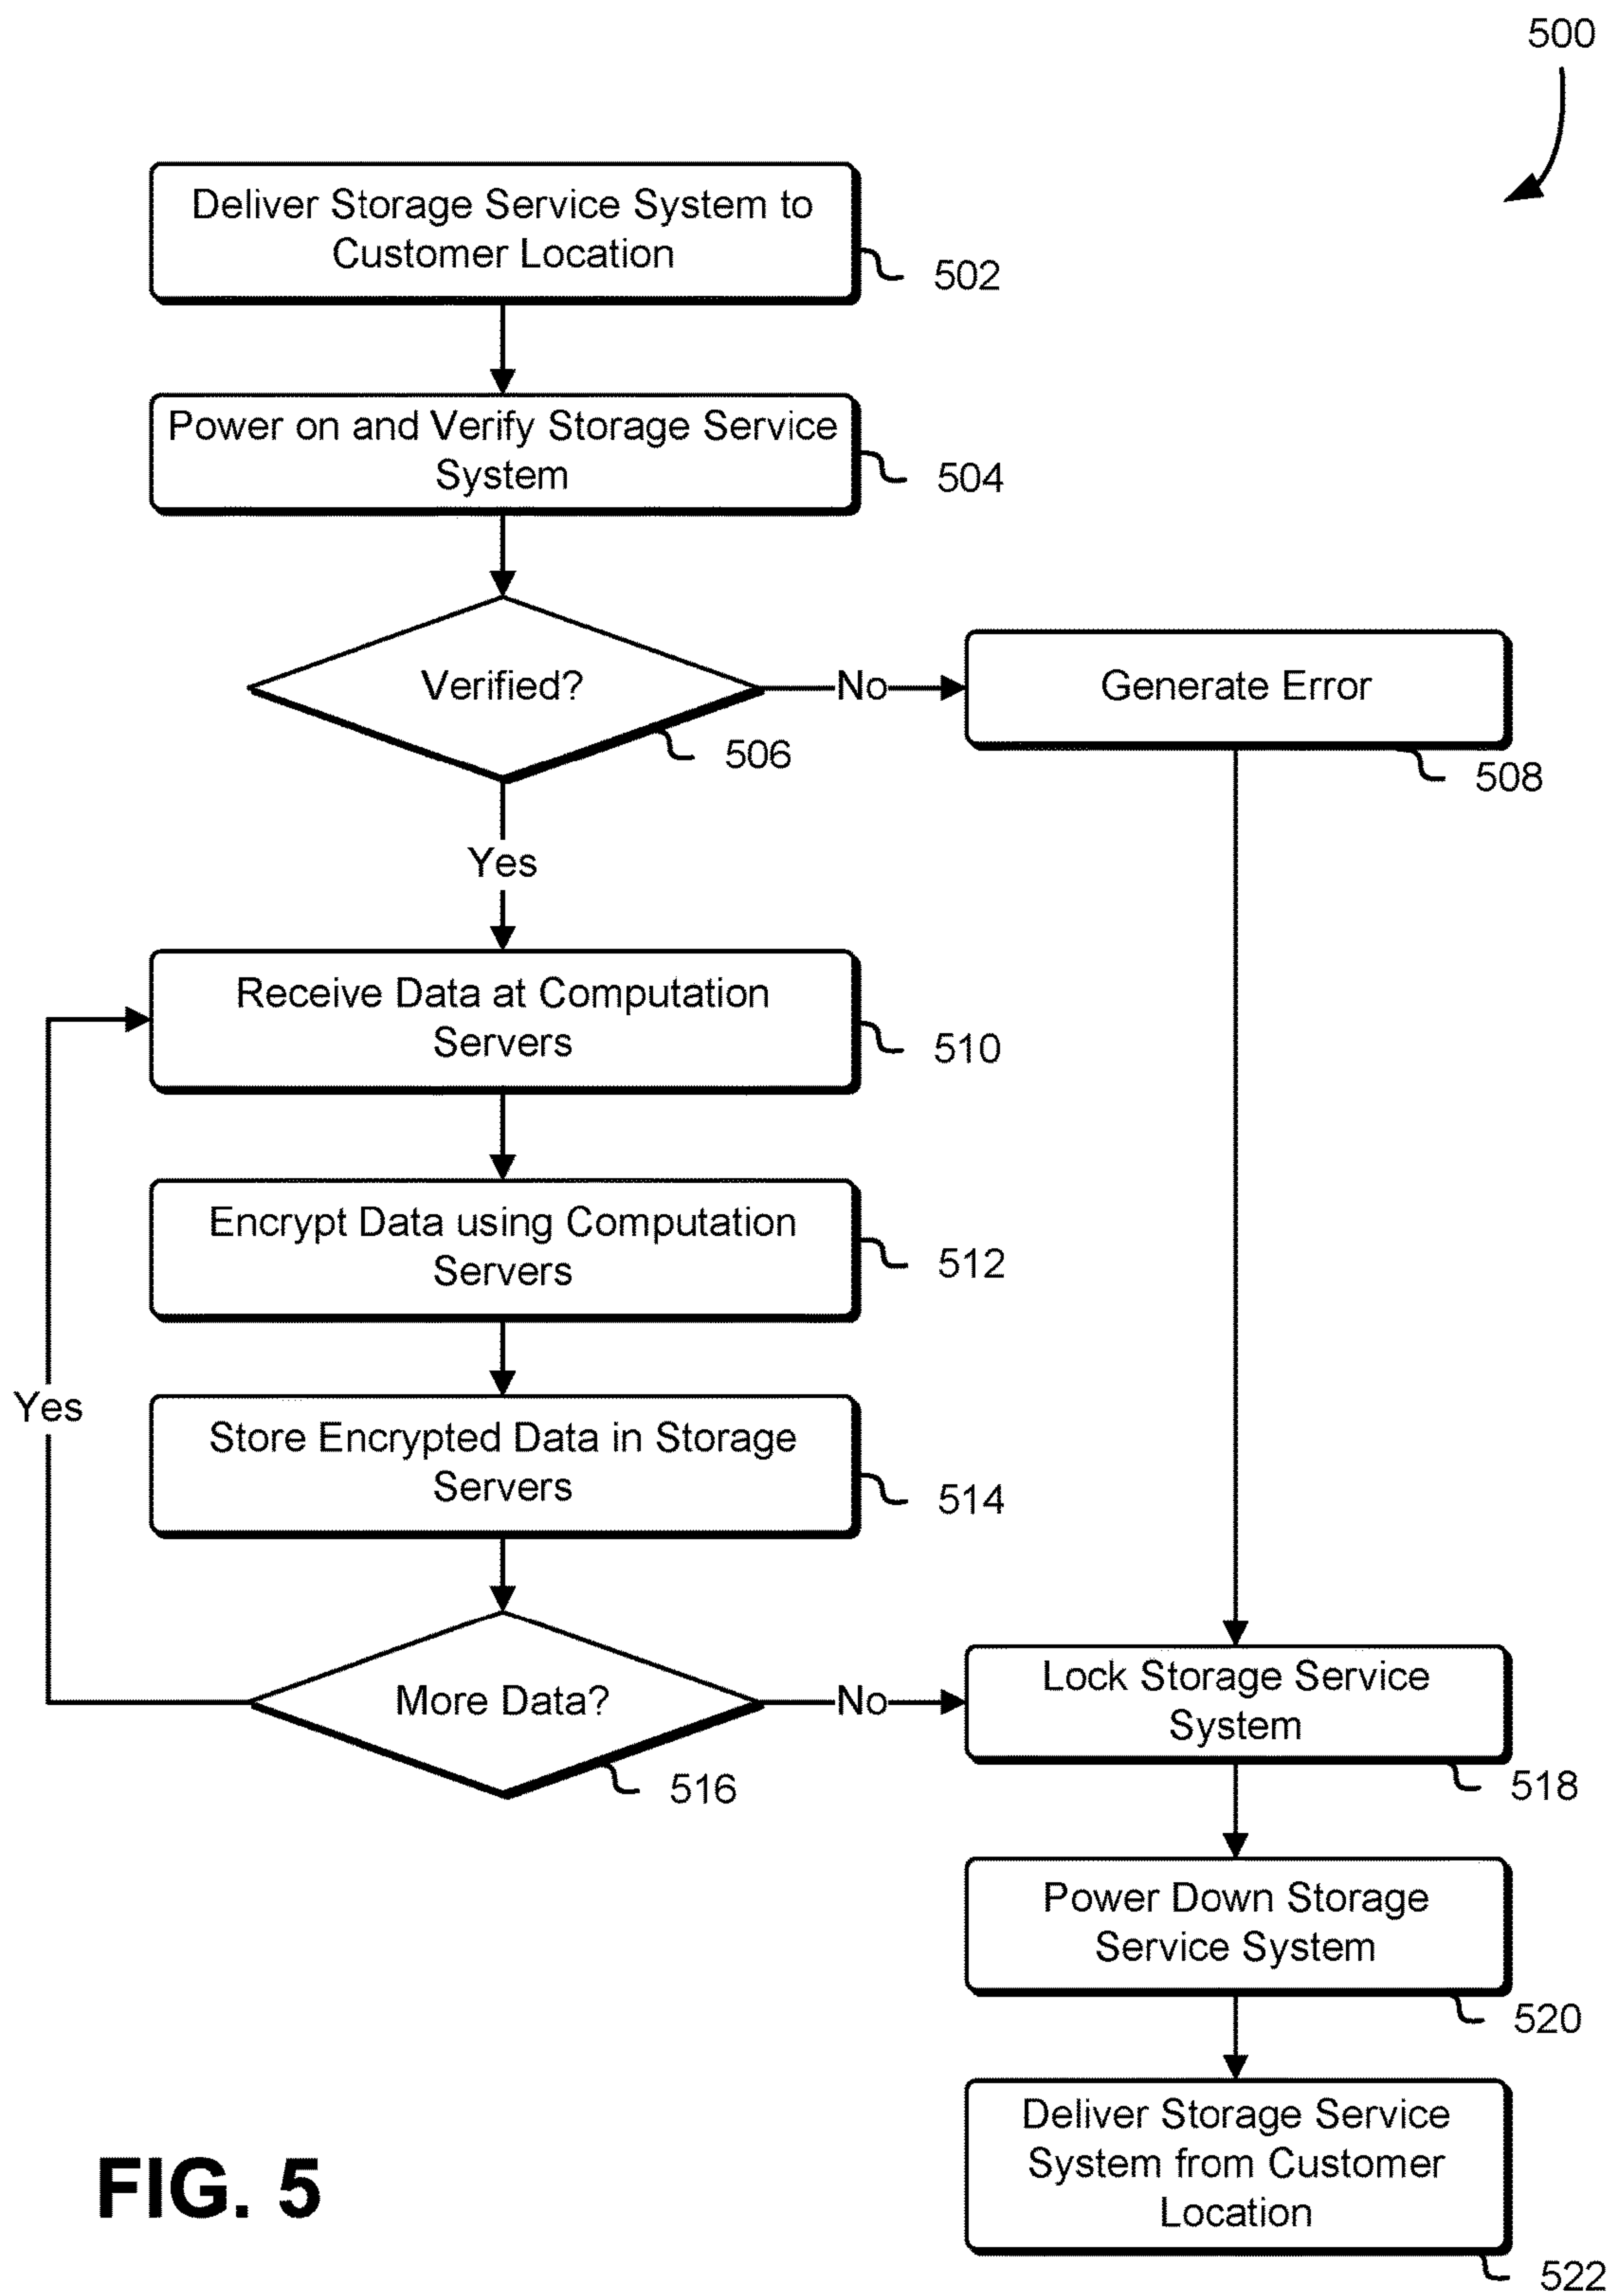 500
Deliver Storage Service System to
Customer Location
502
Power on and Verify Storage Service
System
504
Verified?
506
No
Generate Error
508
Yes
Receive Data at Computation
Servers
510
Encrypt Data using Computation
Servers
512
Yes
Store Encrypted Data in Storage
Servers
514
More Data?
516
No
Lock Storage Service
System
518
Power Down Storage
Service System
520
Deliver Storage Service
System from Customer
Location
522
FIG. 5